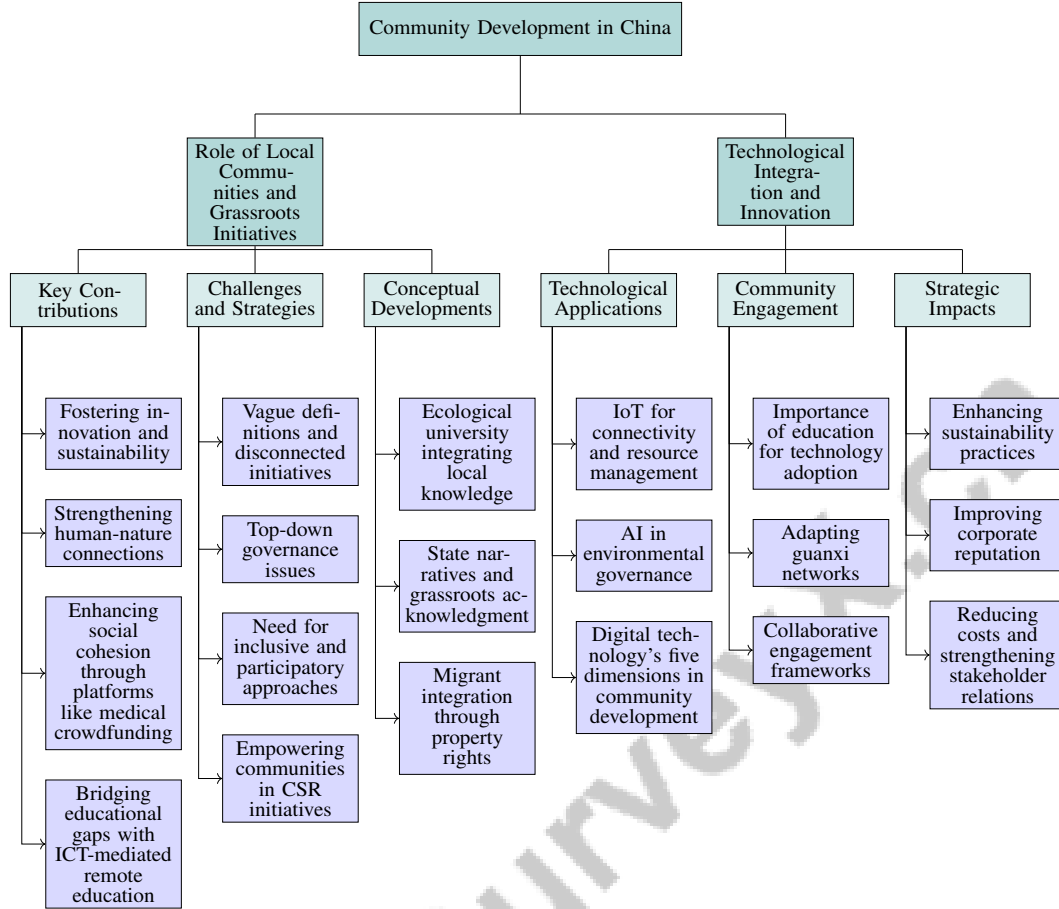 Community Development in China
Role of Local
Commu-
nities and
Grassroots
Initiatives
Technological
Integra-
tion and
Innovation
Key Con-
tributions
Challenges
and Strategies
Conceptual
Developments
Technological
Applications
Community
Engagement
Strategic
Impacts
Fostering in-
novation and
sustainability
Strengthening
human-nature
connections
Enhancing
social
cohesion
through
platforms
like medical
crowdfunding
Bridging
educational
gaps with
ICT-mediated
remote
education
Vague defi-
nitions and
disconnected
initiatives
Top-down
governance
issues
Need for
inclusive and
participatory
approaches
Empowering
communities
in CSR
initiatives
Ecological
university
integrating
local
knowledge
State nar-
ratives and
grassroots ac-
knowledgment
Migrant
integration
through
property
rights
IoT for
connectivity
and resource
management
AI in
environmental
governance
Digital tech-
nology's five
dimensions in
community
development
Importance
of education
for technology
adoption
Adapting
guanxi
networks
Collaborative
engagement
frameworks
Enhancing
sustainability
practices
Improving
corporate
reputation
Reducing
costs and
strengthening
stakeholder
relations